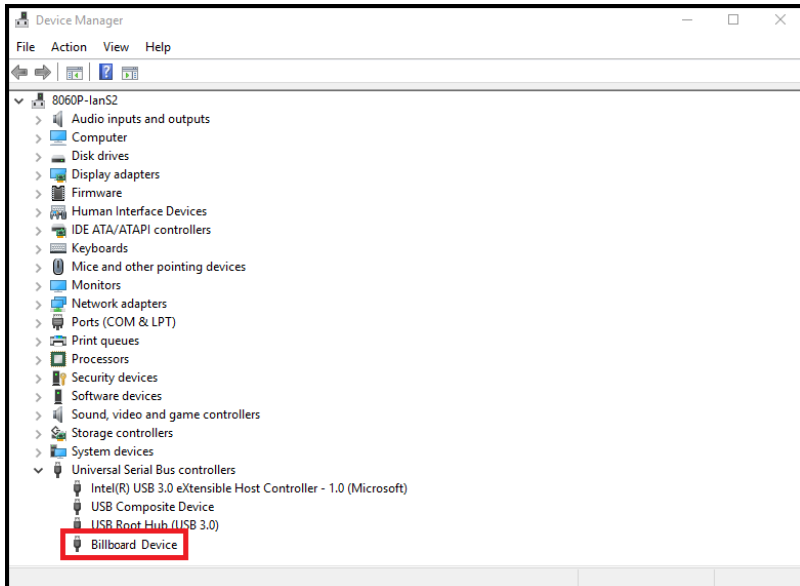 Device Manager
File Action View Help
8060P-IanS2
Audio inputs and outputs
Computer
Disk drives
Display adapters
Firmware
Human Interface Devices
IDE ATA/ATAPI controllers
Keyboards
Mice and other pointing devices
Monitors
Network adapters
Ports (COM & LPT)
Print queues
Processors
Security devices
Software devices
Sound, video and game controllers
Storage controllers
System devices
Universal Serial Bus controllers
Intel(R) USB 3.0 eXtensible Host Controller - 1.0 (Microsoft)
USB Composite Device
USB Root Hub (USB 3.0)
Billboard Device